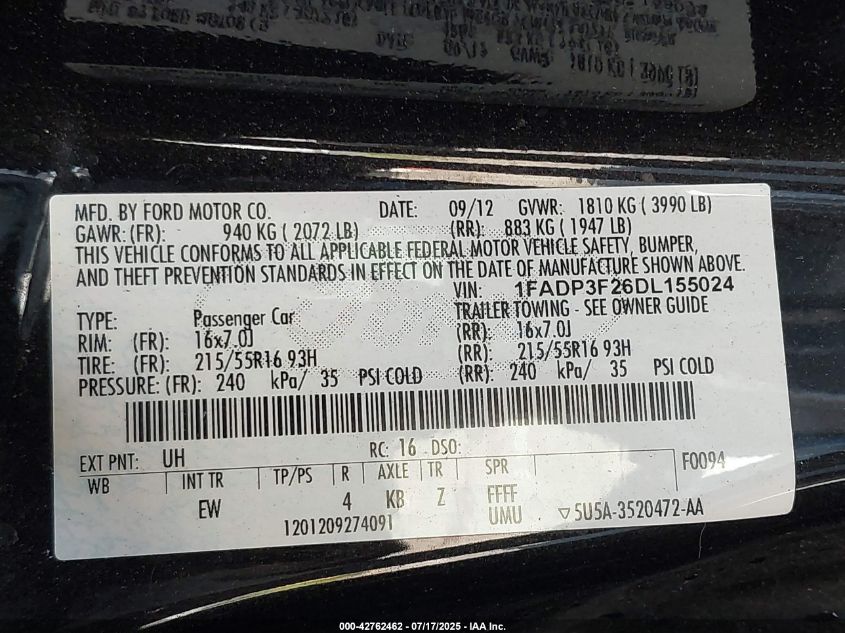 1810 KG (
MFD. BY FORD MOTOR CO. DATE: 09/12 GVWR: 1810 KG ( 3990 LB)
GAWR: (FR): 940 KG ( 2072 LB) (RR): 883 KG ( 1947 LB)
THIS VEHICLE CONFORMS TO ALL APPLICABLE FEDERAL MOTOR VEHICLE SAFETY, BUMPER,
AND THEFT PREVENTION STANDARDS IN EFFECT ON THE DATE OF MANUFACTURE SHOWN ABOVE.
VIN: 1FADP3F26DL155024
TYPE: Passenger Car TRAILER TOWING - SEE OWNER GUIDE
RIM: (FR): 16x7.0J (RR): 16x7.0J
TIRE: (FR): 215/55R16 93H (RR): 215/55R16 93H
PRESSURE: (FR): 240 kPa/ 35 PSI COLD (RR): 240 kPa/ 35 PSI COLD
EXT PNT: UH RC: 16 DSO: F0094
WB INT TR TP/PS R AXLE TR SPR
EW 4 KB Z FFFF
1201209274091 UMU ▽5U5A-3520472-AA
000-42762462 - 07/17/2025 - IAA Inc.